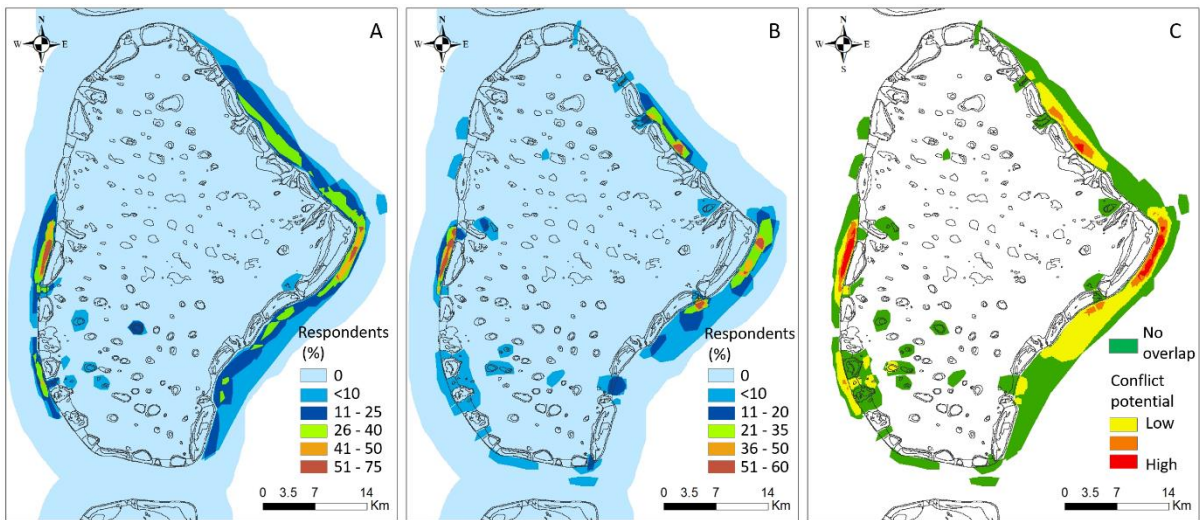 A
N
W E
S
Respondents
(%)
0
<10
11 - 25
26 - 40
41 - 50
51 - 75
0 3.5 7 14
Km
B
N
W E
S
Respondents
(%)
0
<10
11 - 20
21 - 35
36 - 50
51 - 60
0 3.5 7 14
Km
C
N
W E
S
No
overlap
Conflict
potential
Low
High
0 3.5 7 14
Km